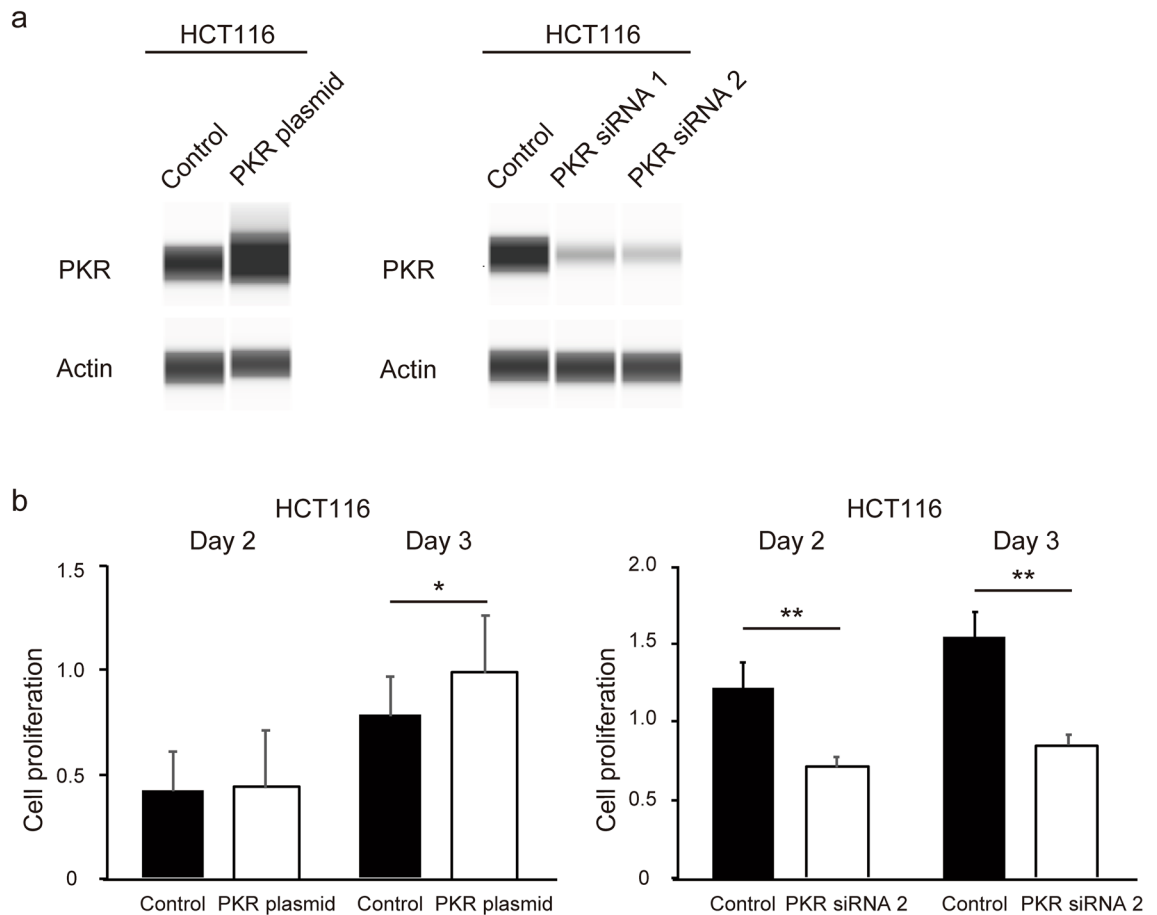 a
HCT116
HCT116
Control
PKR plasmid
Control
PKR siRNA 1
PKR siRNA 2
PKR
PKR
Actin
Actin
b
HCT116
Day 2
Day 3
Cell proliferation
1.5
1.0
0.5
0
*
Control
PKR plasmid
Control
PKR plasmid
HCT116
Day 2
Day 3
Cell proliferation
2.0
1.5
1.0
0.5
0
**
**
Control
PKR siRNA 2
Control
PKR siRNA 2